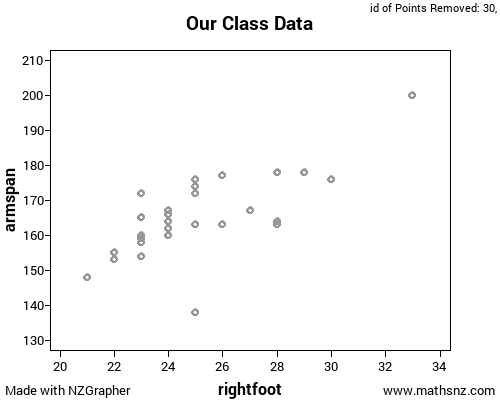 id of Points Removed: 30,
Our Class Data
armspan
210
200
190
180
170
160
150
140
130
20 22 24 26 28 30 32 34
rightfoot
Made with NZGrapher
www.mathsnz.com